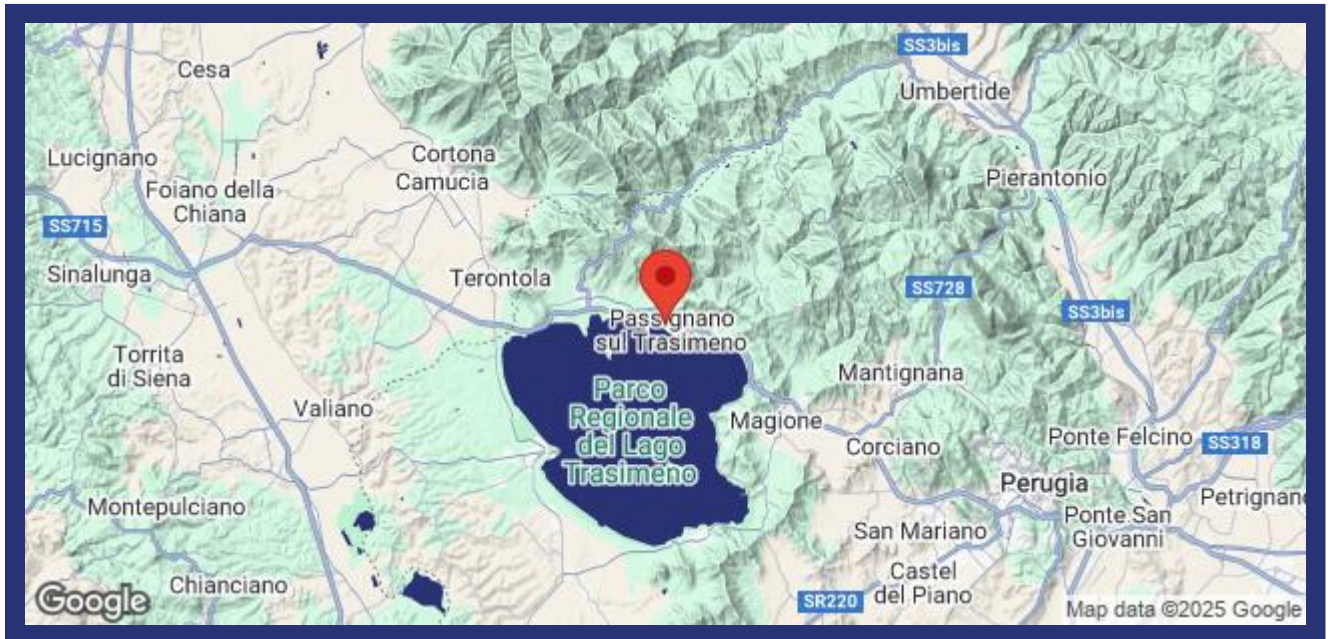 SS3bis
Cesa
Umbertide
Lucignano
Cortona
Camucia
Pierantonio
Foiano della
Chiana
SS715
Sinalunga
Terontola
SS728
SS3bis
Passignano
sul Trasimeno
Torrita
di Siena
Mantignana
Parco
Regionale
del Lago
Trasimeno
Valiano
Magione
Corciano
Ponte Felcino
SS318
Perugia
Petrignano
Montepulciano
San Mariano
Ponte San
Giovanni
Chianciano
Castel
del Piano
SR220
Google
Map data ©2025 Google